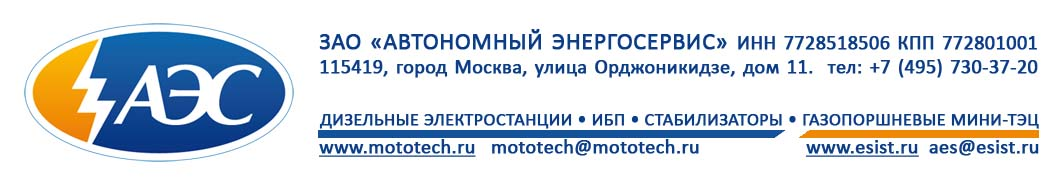 АЭС
ЗАО «АВТОНОМНЫЙ ЭНЕРГОСЕРВИС» ИНН 7728518506 КПП 772801001
115419, город Москва, улица Орджоникидзе, дом 11. тел: +7 (495) 730-37-20
ДИЗЕЛЬНЫЕ ЭЛЕКТРОСТАНЦИИ • ИБП • СТАБИЛИЗАТОРЫ • ГАЗОПОРШНЕВЫЕ МИНИ-ТЭЦ
www.mototech.ru mototech@mototech.ru www.esist.ru aes@esist.ru